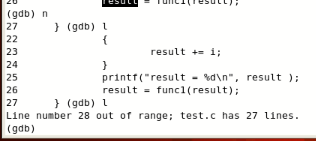 26 result = func1(result);
(gdb) n
27 } (gdb) l
22 {
23 result += i;
24 }
25 printf("result = %d\n", result );
26 result = func1(result);
27 } (gdb) l
Line number 28 out of range; test.c has 27 lines.
(gdb)